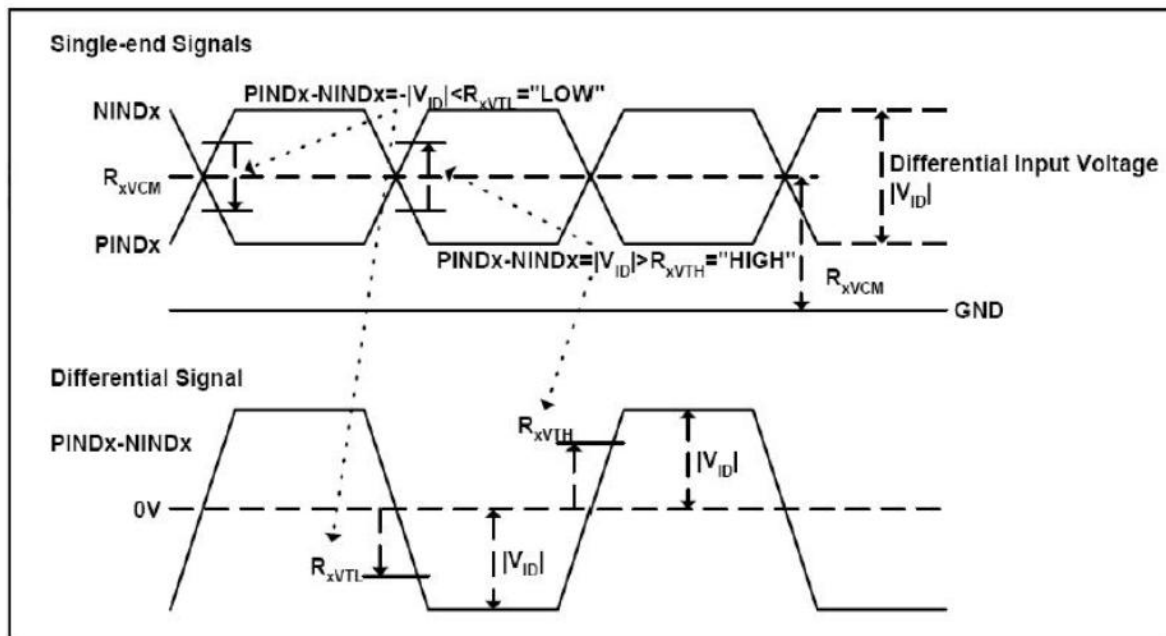 Single-end Signals
PINDx-NINDx=-|VID|<RxVTL="LOW"
NINDx
RxVCM
Differential Input Voltage
|VID|
PINDx
PINDx-NINDx=|VID|>RxVTH="HIGH"
RxVCM
GND
Differential Signal
RxVTH
PINDx-NINDx
|VID|
0V
RxVTL
|VID|